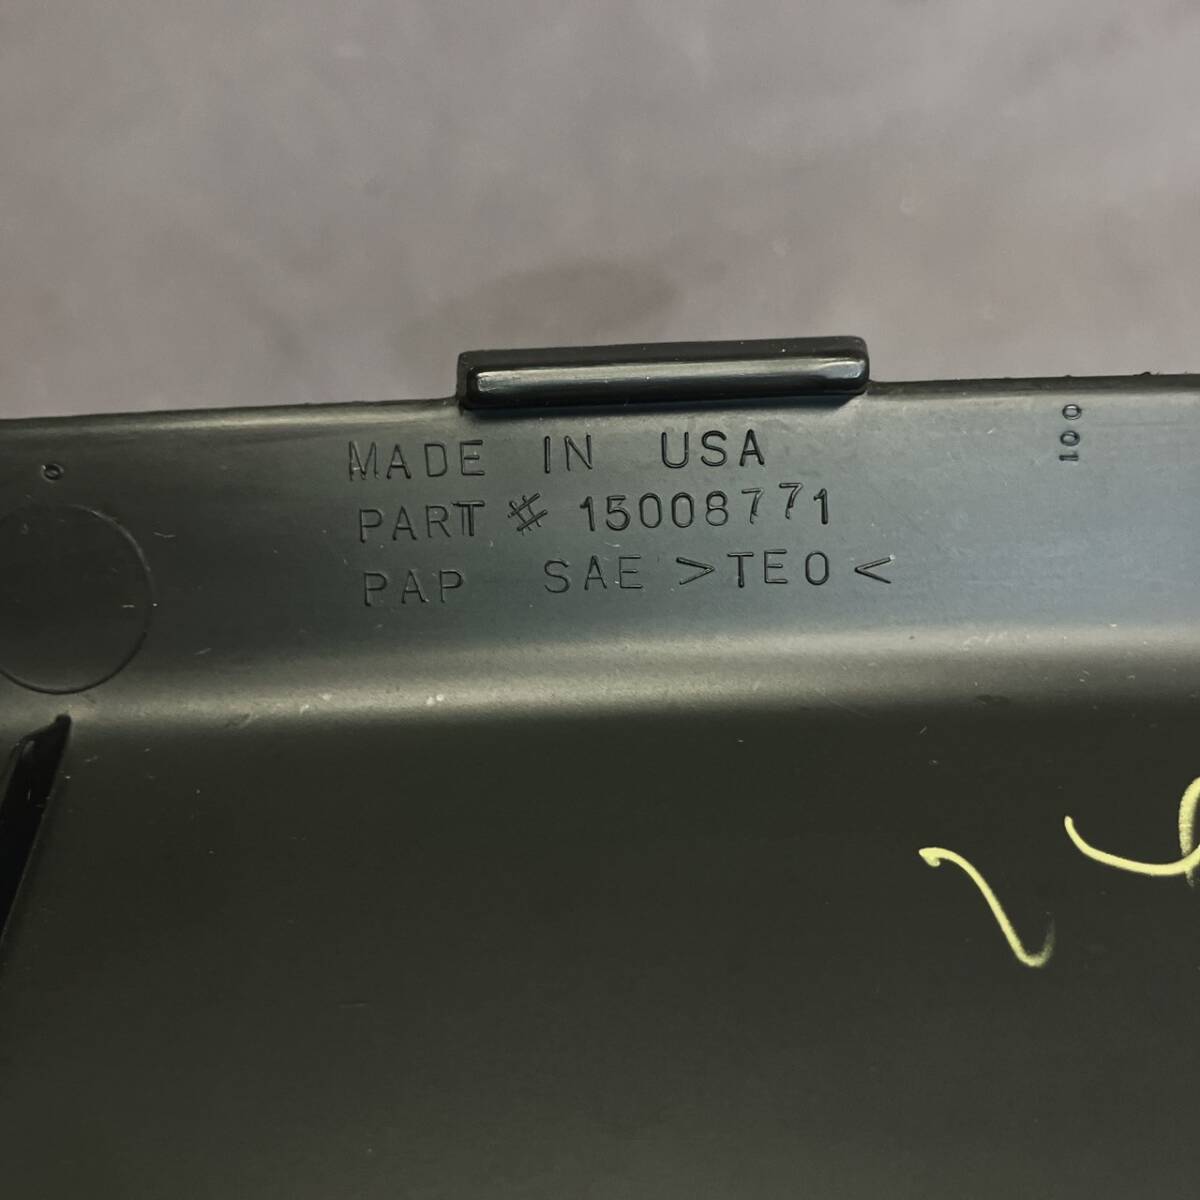 MADE IN USA
PART # 15008771
PAP SAE >TEO<
100